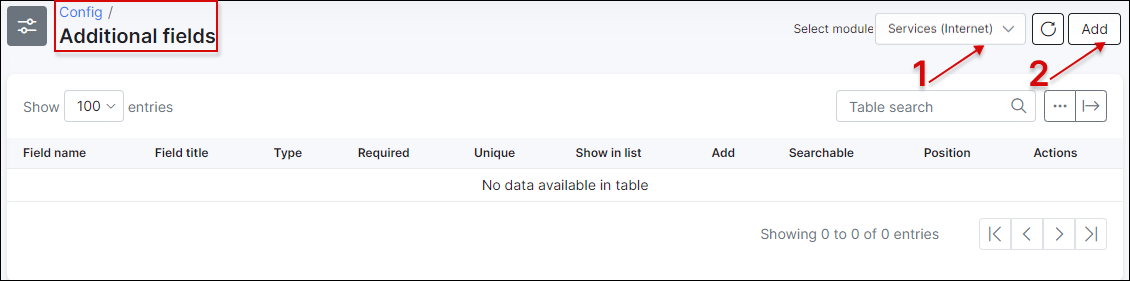 Config /
Additional fields
Select module Services (Internet) Add
1 2
Show 100 entries Table search
Field name Field title Type Required Unique Show in list Add Searchable Position Actions
No data available in table
Showing 0 to 0 of 0 entries